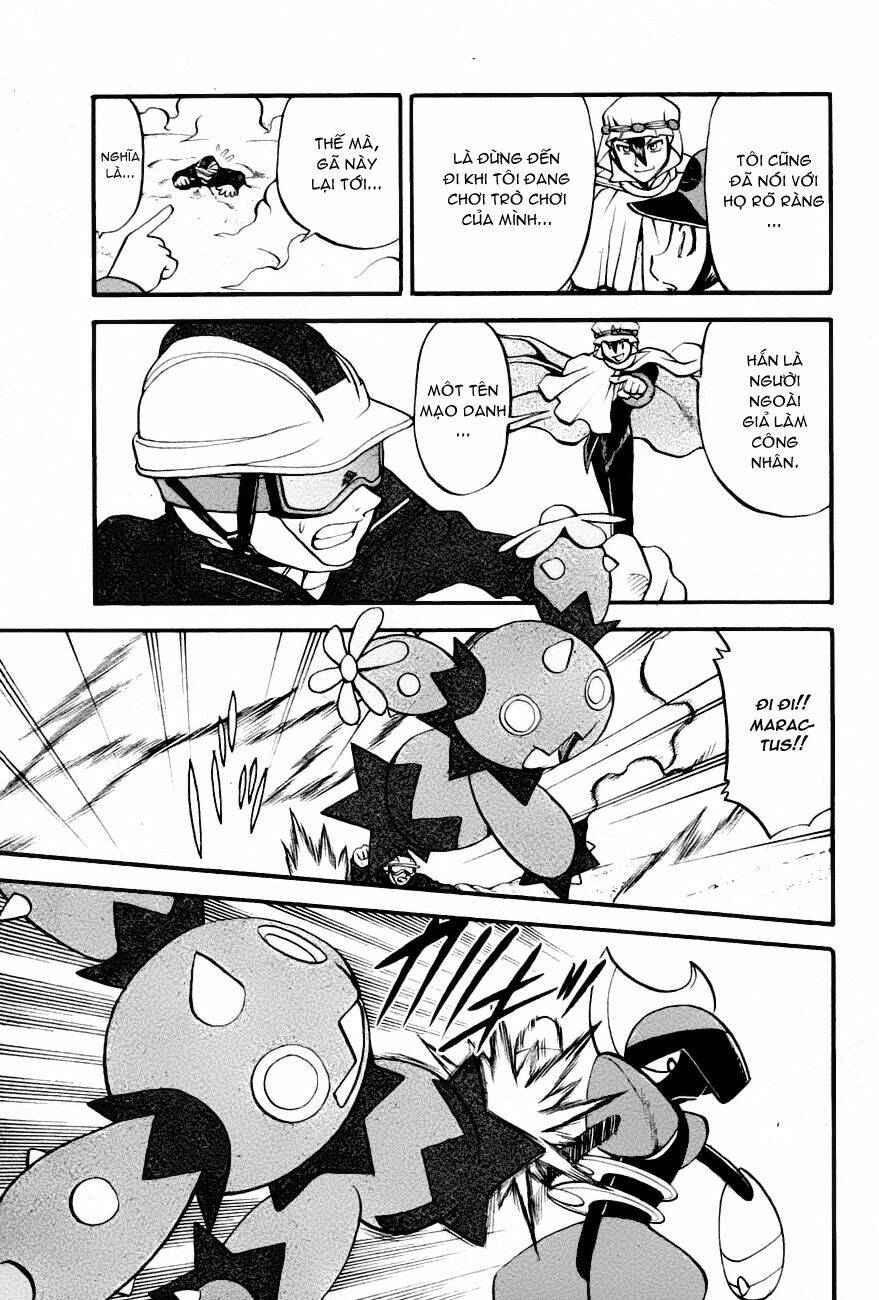 TÔI CŨNG
ĐÃ NÓI VỚI
HỌ RÕ RÀNG
...
LÀ ĐỪNG ĐẾN
ĐI KHI TÔI ĐANG
CHƠI TRÒ CHƠI
CỦA MÌNH...
THẾ MÀ,
GÃ NÀY
LẠI TỚI...
NGHĨA
LÀ...
HẮN LÀ
NGƯỜI
NGOÀI
GIẢ LÀM
CÔNG
NHÂN.
MÔT TÊN
MẠO DANH
...
ĐI ĐI!!
MARAC-
TUS!!